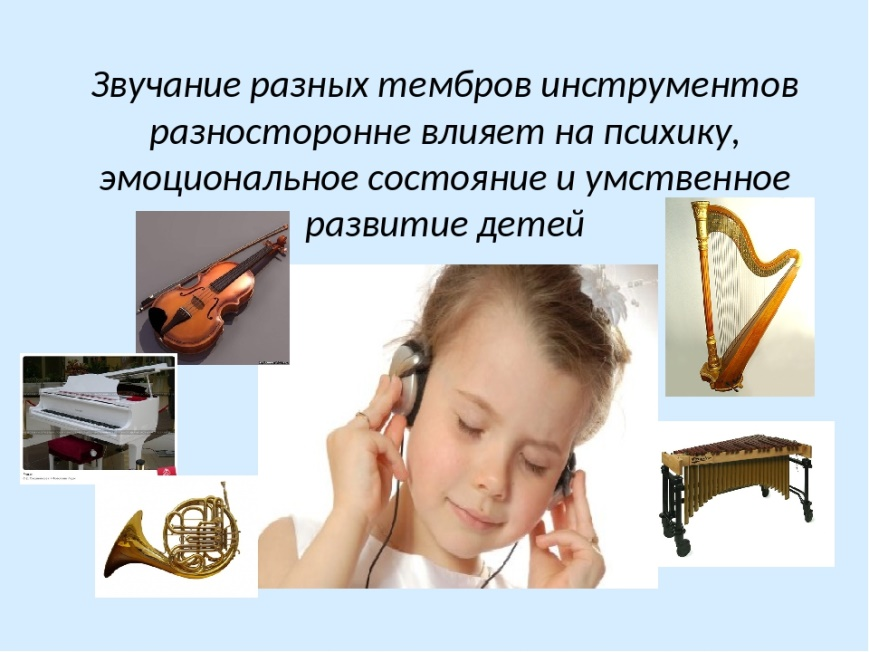 Звучание разных тембров инструментов
разносторонне влияет на психику,
эмоциональное состояние и умственное
развитие детей